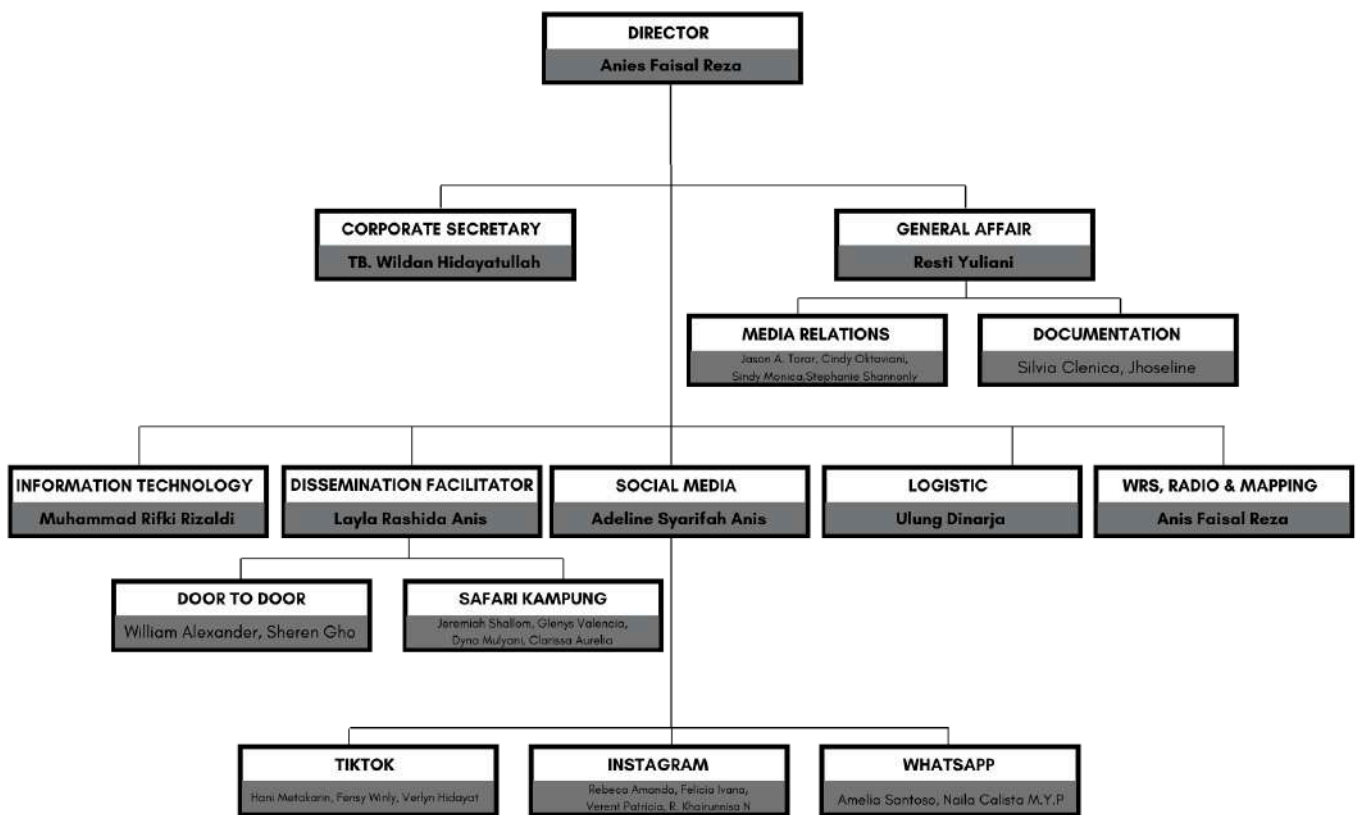 DIRECTOR
Anies Faisal Reza
CORPORATE SECRETARY
TB. Wildan Hidayatullah
GENERAL AFFAIR
Resti Yuliani
MEDIA RELATIONS
Jason A. Torar, Cindy Oktaviani,
Sindy Monica,Stephanie Shannonly
DOCUMENTATION
Silvia Clenica, Jhoseline
INFORMATION TECHNOLOGY
Muhammad Rifki Rizaldi
DISSEMINATION FACILITATOR
Layla Rashida Anis
SOCIAL MEDIA
Adeline Syarifah Anis
LOGISTIC
Ulung Dinarja
WRS, RADIO & MAPPING
Anis Faisal Reza
DOOR TO DOOR
William Alexander, Sheren Gho
SAFARI KAMPUNG
Jeremiah Shallom, Glenys Valencia,
Dyna Mulyani, Clarissa Aurelia
TIKTOK
Hani Metakarin, Fensy Winly, Verlyn Hidayat
INSTAGRAM
Rebeca Amanda, Felicia Ivana,
Verent Patricia, R. Khairunnisa N
WHATSAPP
Amelia Santoso, Naila Calista M.Y.P